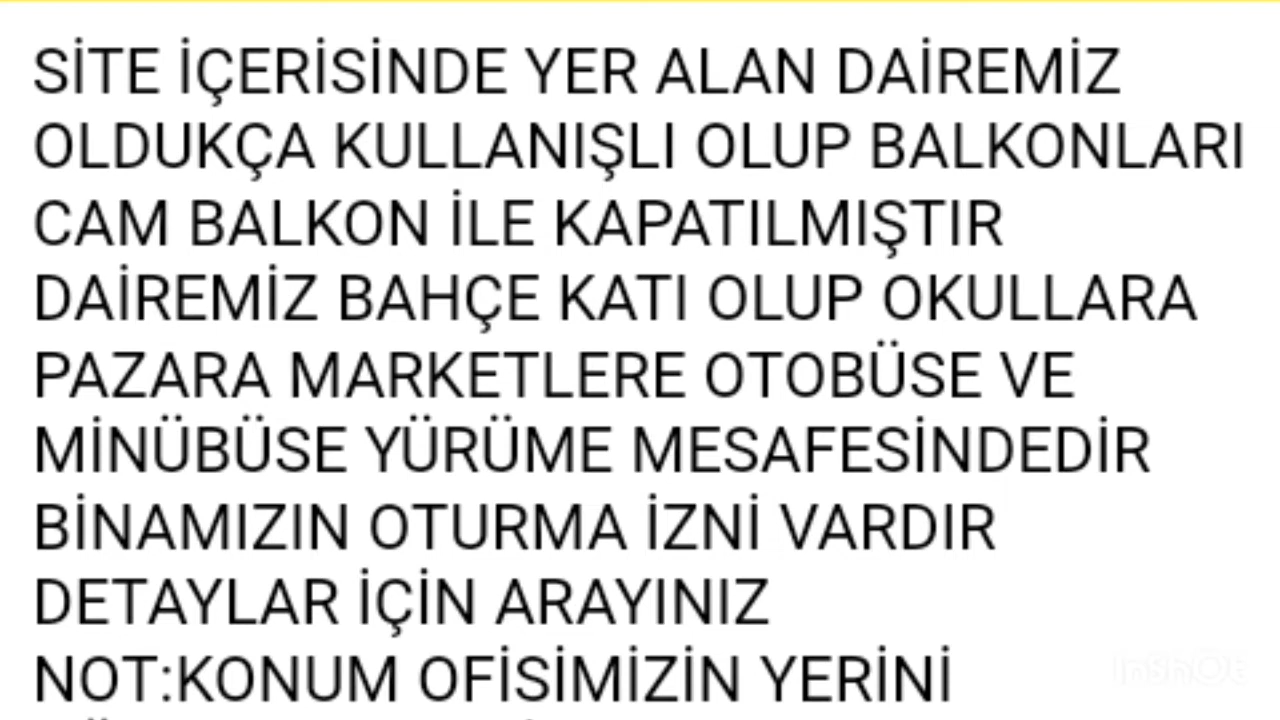 SİTE İÇERİSİNDE YER ALAN DAİREMİZ
OLDUKÇA KULLANIŞLI OLUP BALKONLARI
CAM BALKON İLE KAPATILMIŞTIR
DAİREMİZ BAHÇE KATI OLUP OKULLARA
PAZARA MARKETLERE OTOBÜSE VE
MİNÜBÜSE YÜRÜME MESAFESİNDEDİR
BİNAMIZIN OTURMA İZNİ VARDIR
DETAYLAR İÇİN ARAYINIZ
NOT:KONUM OFİSİMİZİN YERİNİ
InShOt